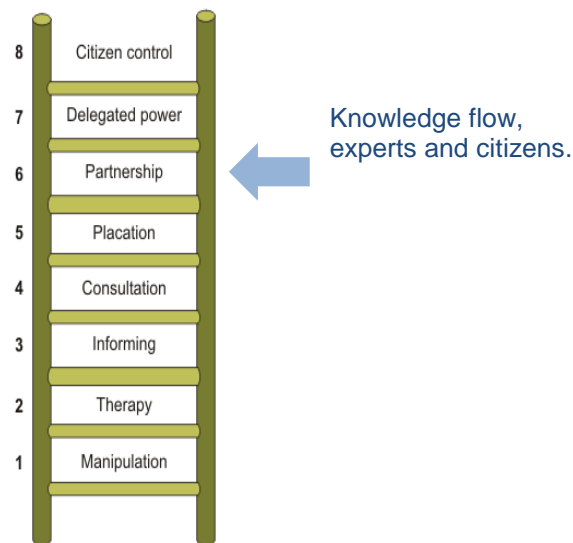 8 Citizen control
7 Delegated power
Knowledge flow,
experts and citizens.
6 Partnership
5 Placation
4 Consultation
3 Informing
2 Therapy
1 Manipulation